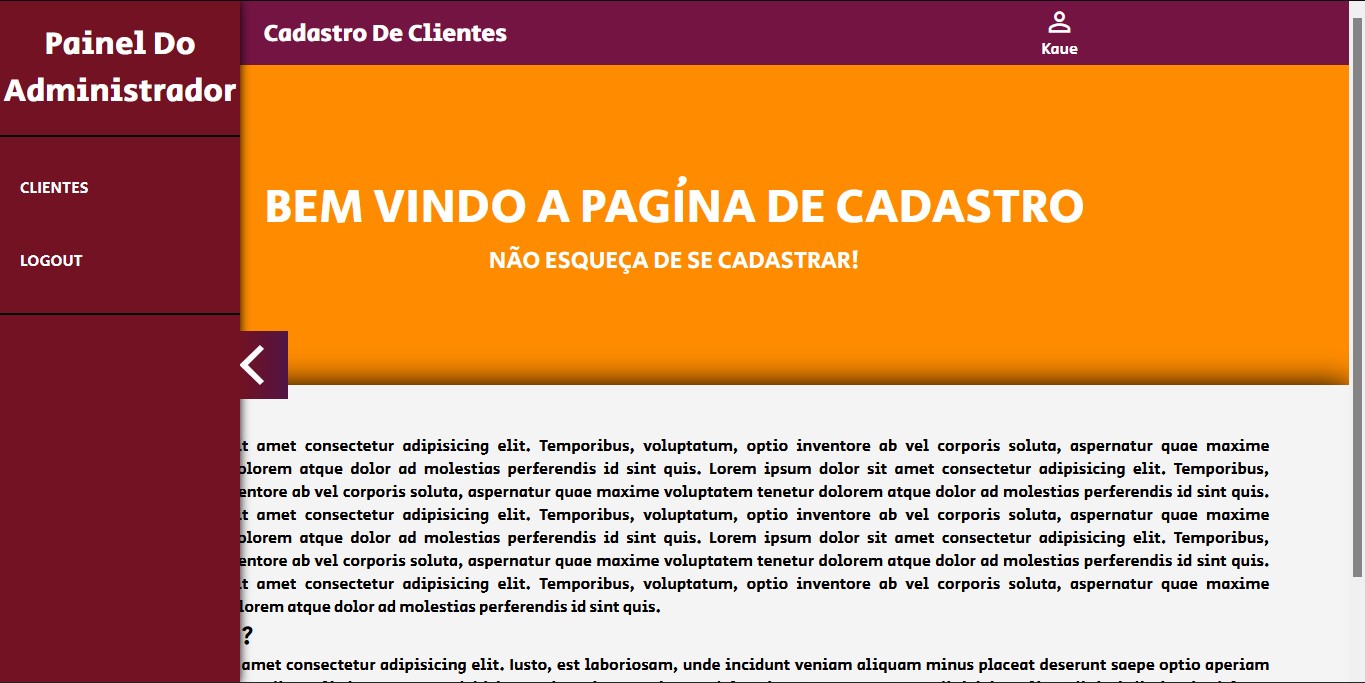 Painel Do
Administrador
CLIENTES
LOGOUT
Cadastro De Clientes
Kaue
BEM VINDO A PAGÍNA DE CADASTRO
NÃO ESQUEÇA DE SE CADASTRAR!
amet consectetur adipisicing elit. Temporibus, voluptatum, optio inventore ab vel corporis soluta, aspernatur quae maxime
atque dolor ad molestias perferendis id sint quis. Lorem ipsum dolor sit amet consectetur adipisicing elit. Temporibus,
ab vel corporis soluta, aspernatur quae maxime voluptatem tenetur dolorem atque dolor ad molestias perferendis id sint quis.
amet consectetur adipisicing elit. Temporibus, voluptatum, optio inventore ab vel corporis soluta, aspernatur quae maxime
atque dolor ad molestias perferendis id sint quis. Lorem ipsum dolor sit amet consectetur adipisicing elit. Temporibus,
ab vel corporis soluta, aspernatur quae maxime voluptatem tenetur dolorem atque dolor ad molestias perferendis id sint quis.
amet consectetur adipisicing elit. Temporibus, voluptatum, optio inventore ab vel corporis soluta, aspernatur quae maxime
atque dolor ad molestias perferendis id sint quis.
?
amet consectetur adipisicing elit. Iusto, est laboriosam, unde incidunt veniam aliquam minus placeat deserunt saepe optio aperiam